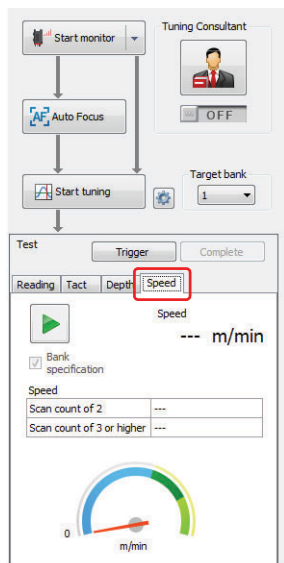 Tuning Consultant
Start monitor
OFF
AF Auto Focus
Target bank
Start tuning
1
Test
Trigger
Complete
Reading Tact Depth Speed
Speed
--- m/min
Bank
specification
Speed
Scan count of 2 ---
Scan count of 3 or higher ---
0
m/min